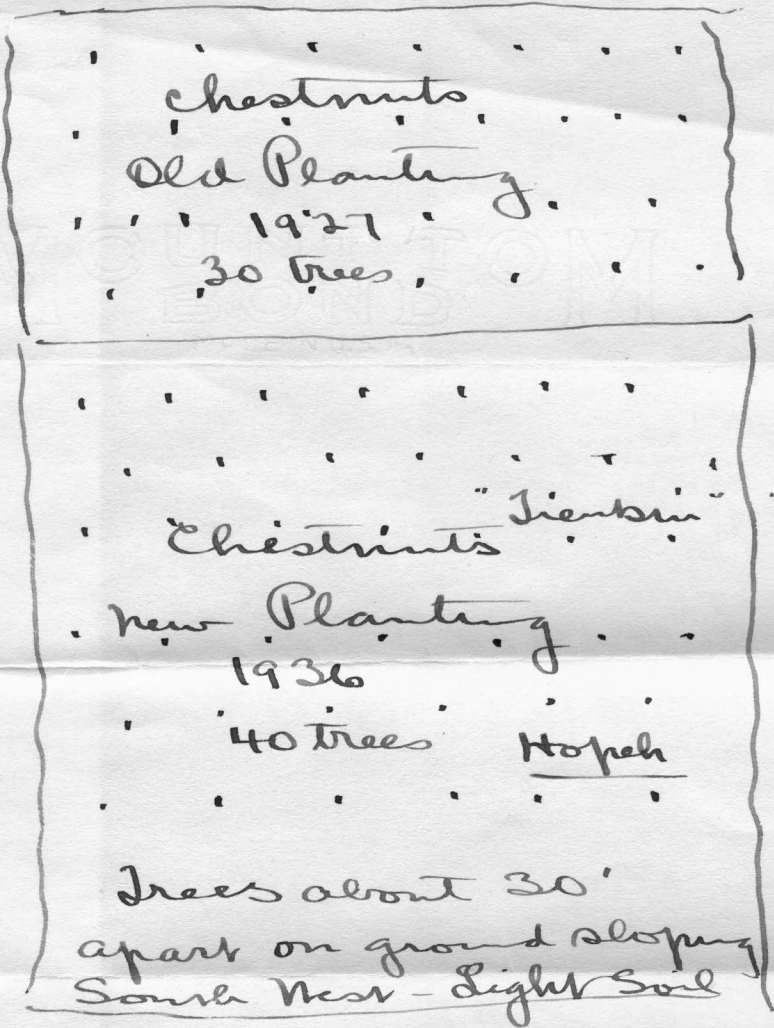 Chestnuts
Old Planting
1927
30 trees
"Tientsin"
Chestnuts
New Planting
1936
40 trees
Hopeh
Trees about 30'
apart on ground sloping
South West - Light Soil